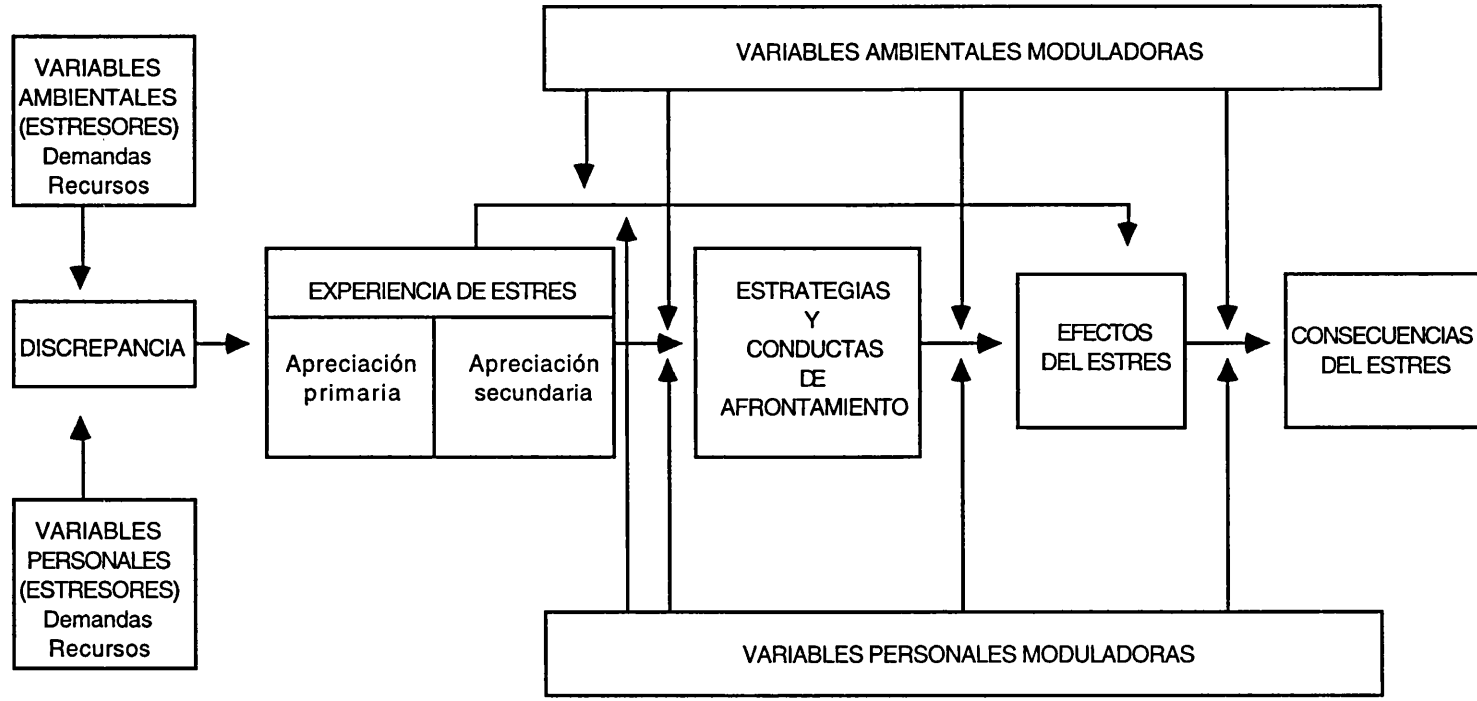 VARIABLES AMBIENTALES MODULADORAS
VARIABLES
AMBIENTALES
(ESTRESORES)
Demandas
Recursos
DISCREPANCIA
EXPERIENCIA DE ESTRES
Apreciación
primaria
Apreciación
secundaria
ESTRATEGIAS
Y
CONDUCTAS
DE
AFRONTAMIENTO
EFECTOS
DEL ESTRES
CONSECUENCIAS
DEL ESTRES
VARIABLES
PERSONALES
(ESTRESORES)
Demandas
Recursos
VARIABLES PERSONALES MODULADORAS